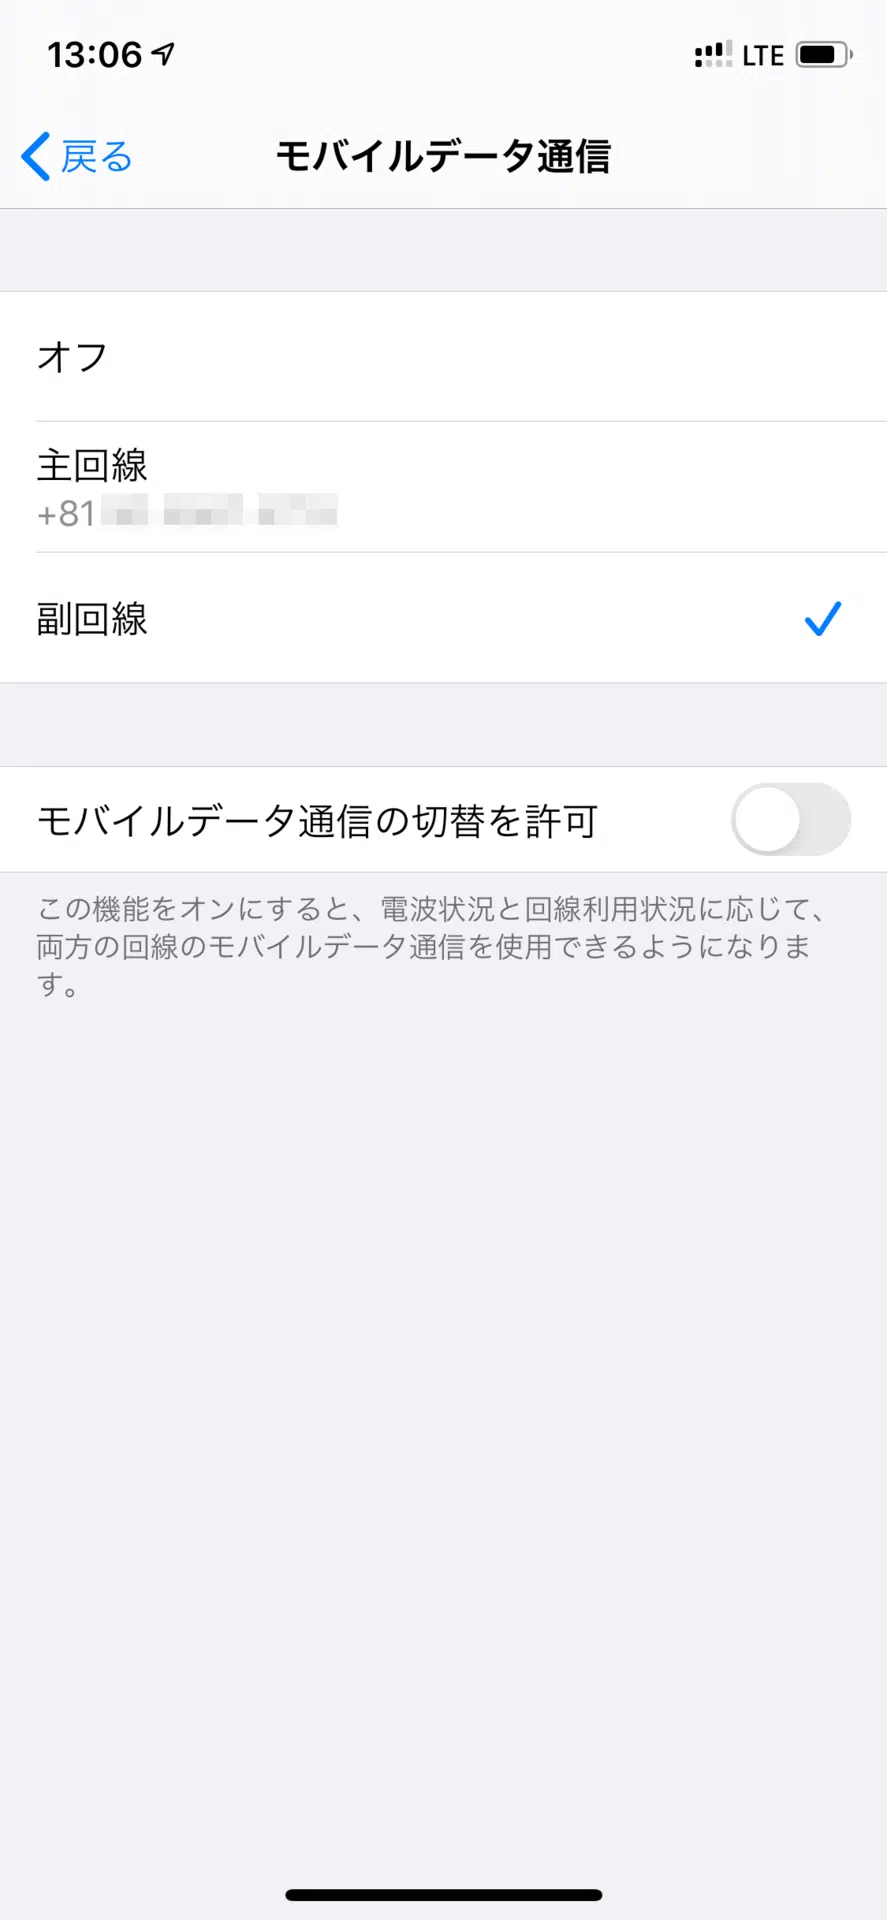 13:06 LTE
戻る モバイルデータ通信
オフ
主回線
+81
副回線
モバイルデータ通信の切替を許可
この機能をオンにすると、電波状況と回線利用状況に応じて、
両方の回線のモバイルデータ通信を使用できるようになりま
す。